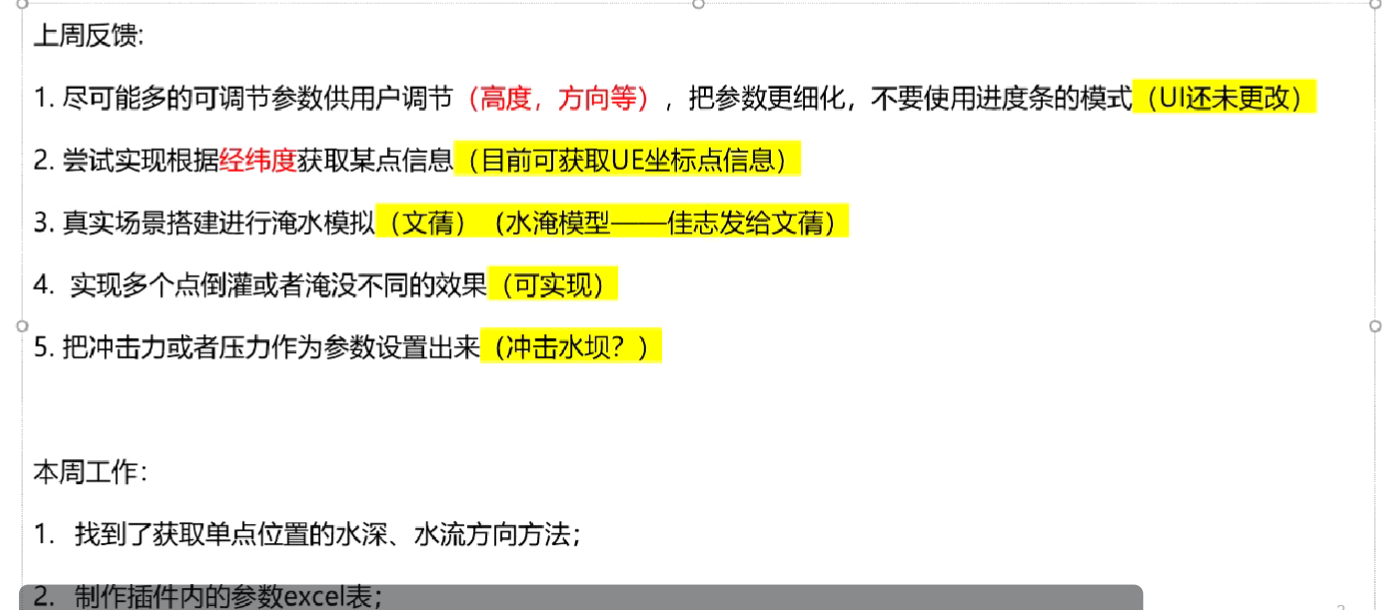 上周反馈:
1. 尽可能多的可调节参数供用户调节（高度，方向等），把参数更细化，不要使用进度条的模式（UI还未更改）
2. 尝试实现根据经纬度获取某点信息（目前可获取UE坐标点信息）
3. 真实场景搭建进行淹水模拟（文蒨）（水淹模型——佳志发给文蒨）
4. 实现多个点倒灌或者淹没不同的效果（可实现）
5. 把冲击力或者压力作为参数设置出来（冲击水坝？）
本周工作：
1. 找到了获取单点位置的水深、水流方向方法；
2. 制作插件内的参数excel表；